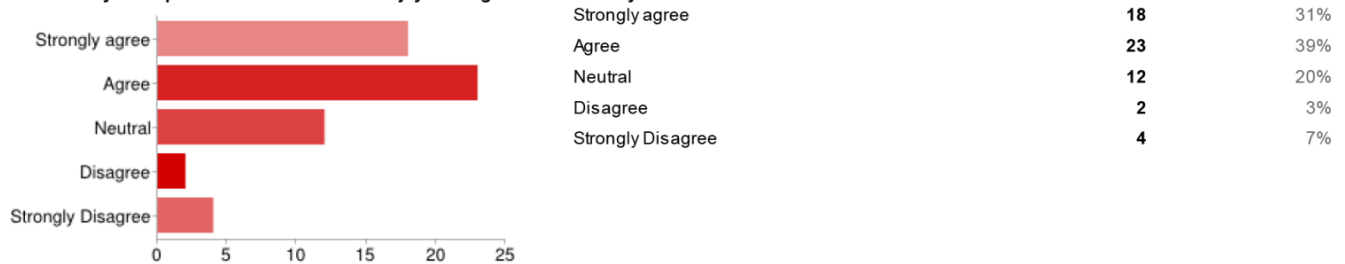 Strongly agree
Agree
Neutral
Disagree
Strongly Disagree
0 5 10 15 20 25
Strongly agree 18 31%
Agree 23 39%
Neutral 12 20%
Disagree 2 3%
Strongly Disagree 4 7%